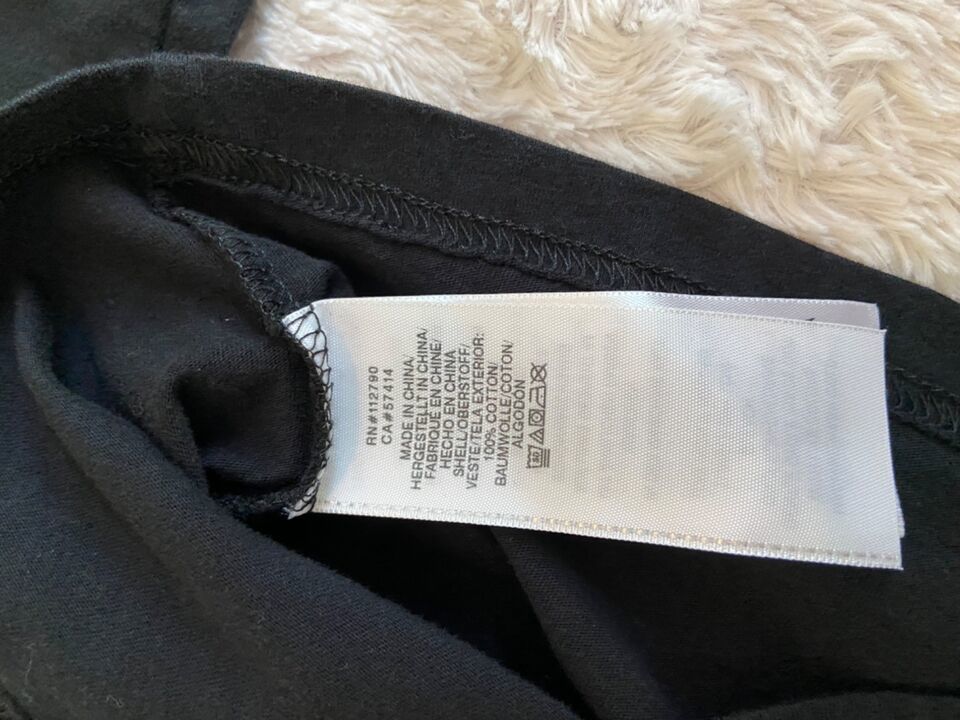 RN#112790
CA#57414
MADE IN CHINA/
HERGESTELLT IN CHINA/
FABRIQUE EN CHINE/
HECHO EN CHINA
SHELL/OBERSTOFF/
VESTE/TELA EXTERIOR:
100% COTTON/
BAUMWOLLE/COTON/
ALGODÓN